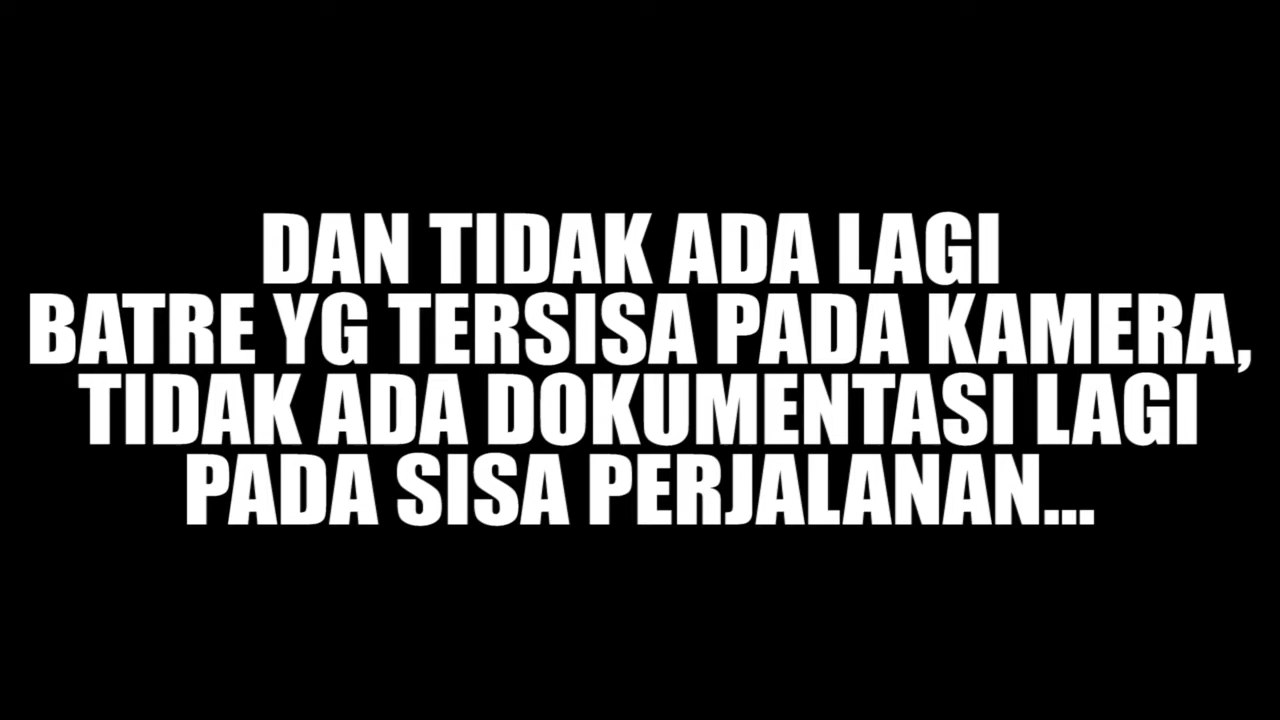 DAN TIDAK ADA LAGI
BATRE YG TERSISA PADA KAMERA,
TIDAK ADA DOKUMENTASI LAGI
PADA SISA PERJALANAN...